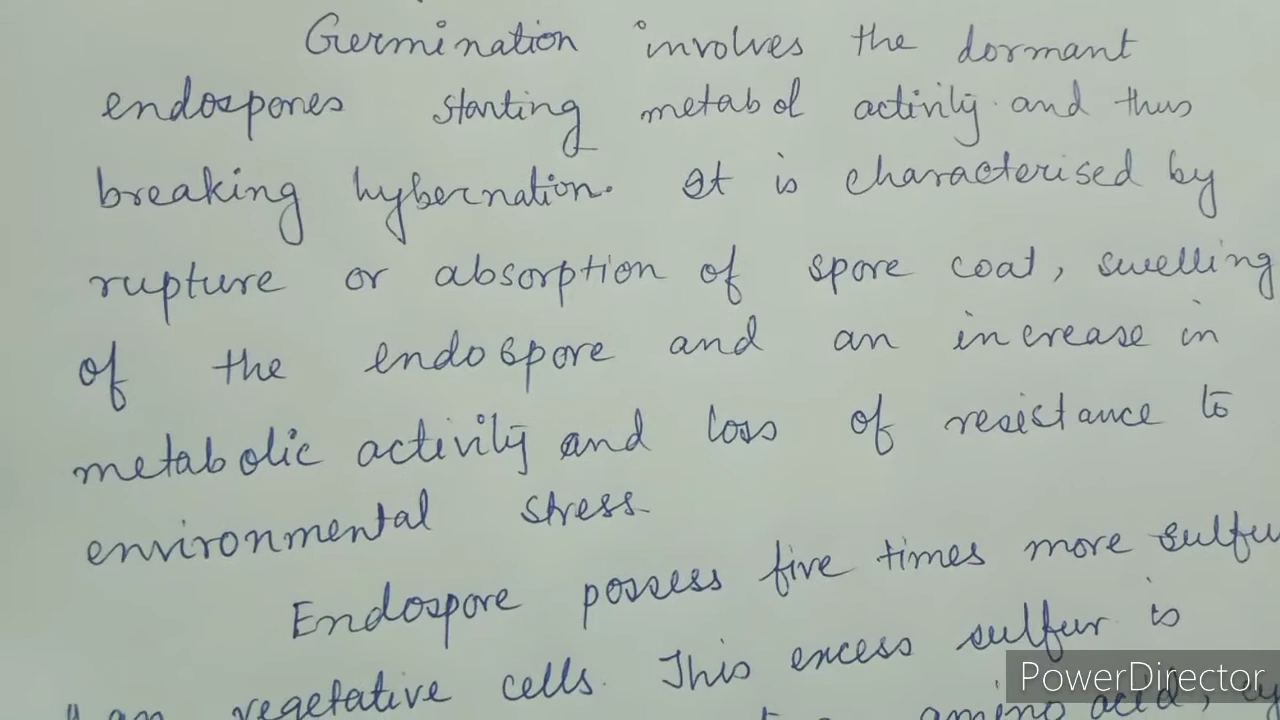 Germination involves the dormant
endospores starting metabol activity and thus
breaking hybernation. It is characterised by
rupture or absorption of spore coat, swelling
of the endospore and an increase in
metabolic activity and loss of resistance to
environmental stress.
Endospore possess five times more sulfu
vegetative cells. This excess sulfur is
amino acid,
PowerDirector